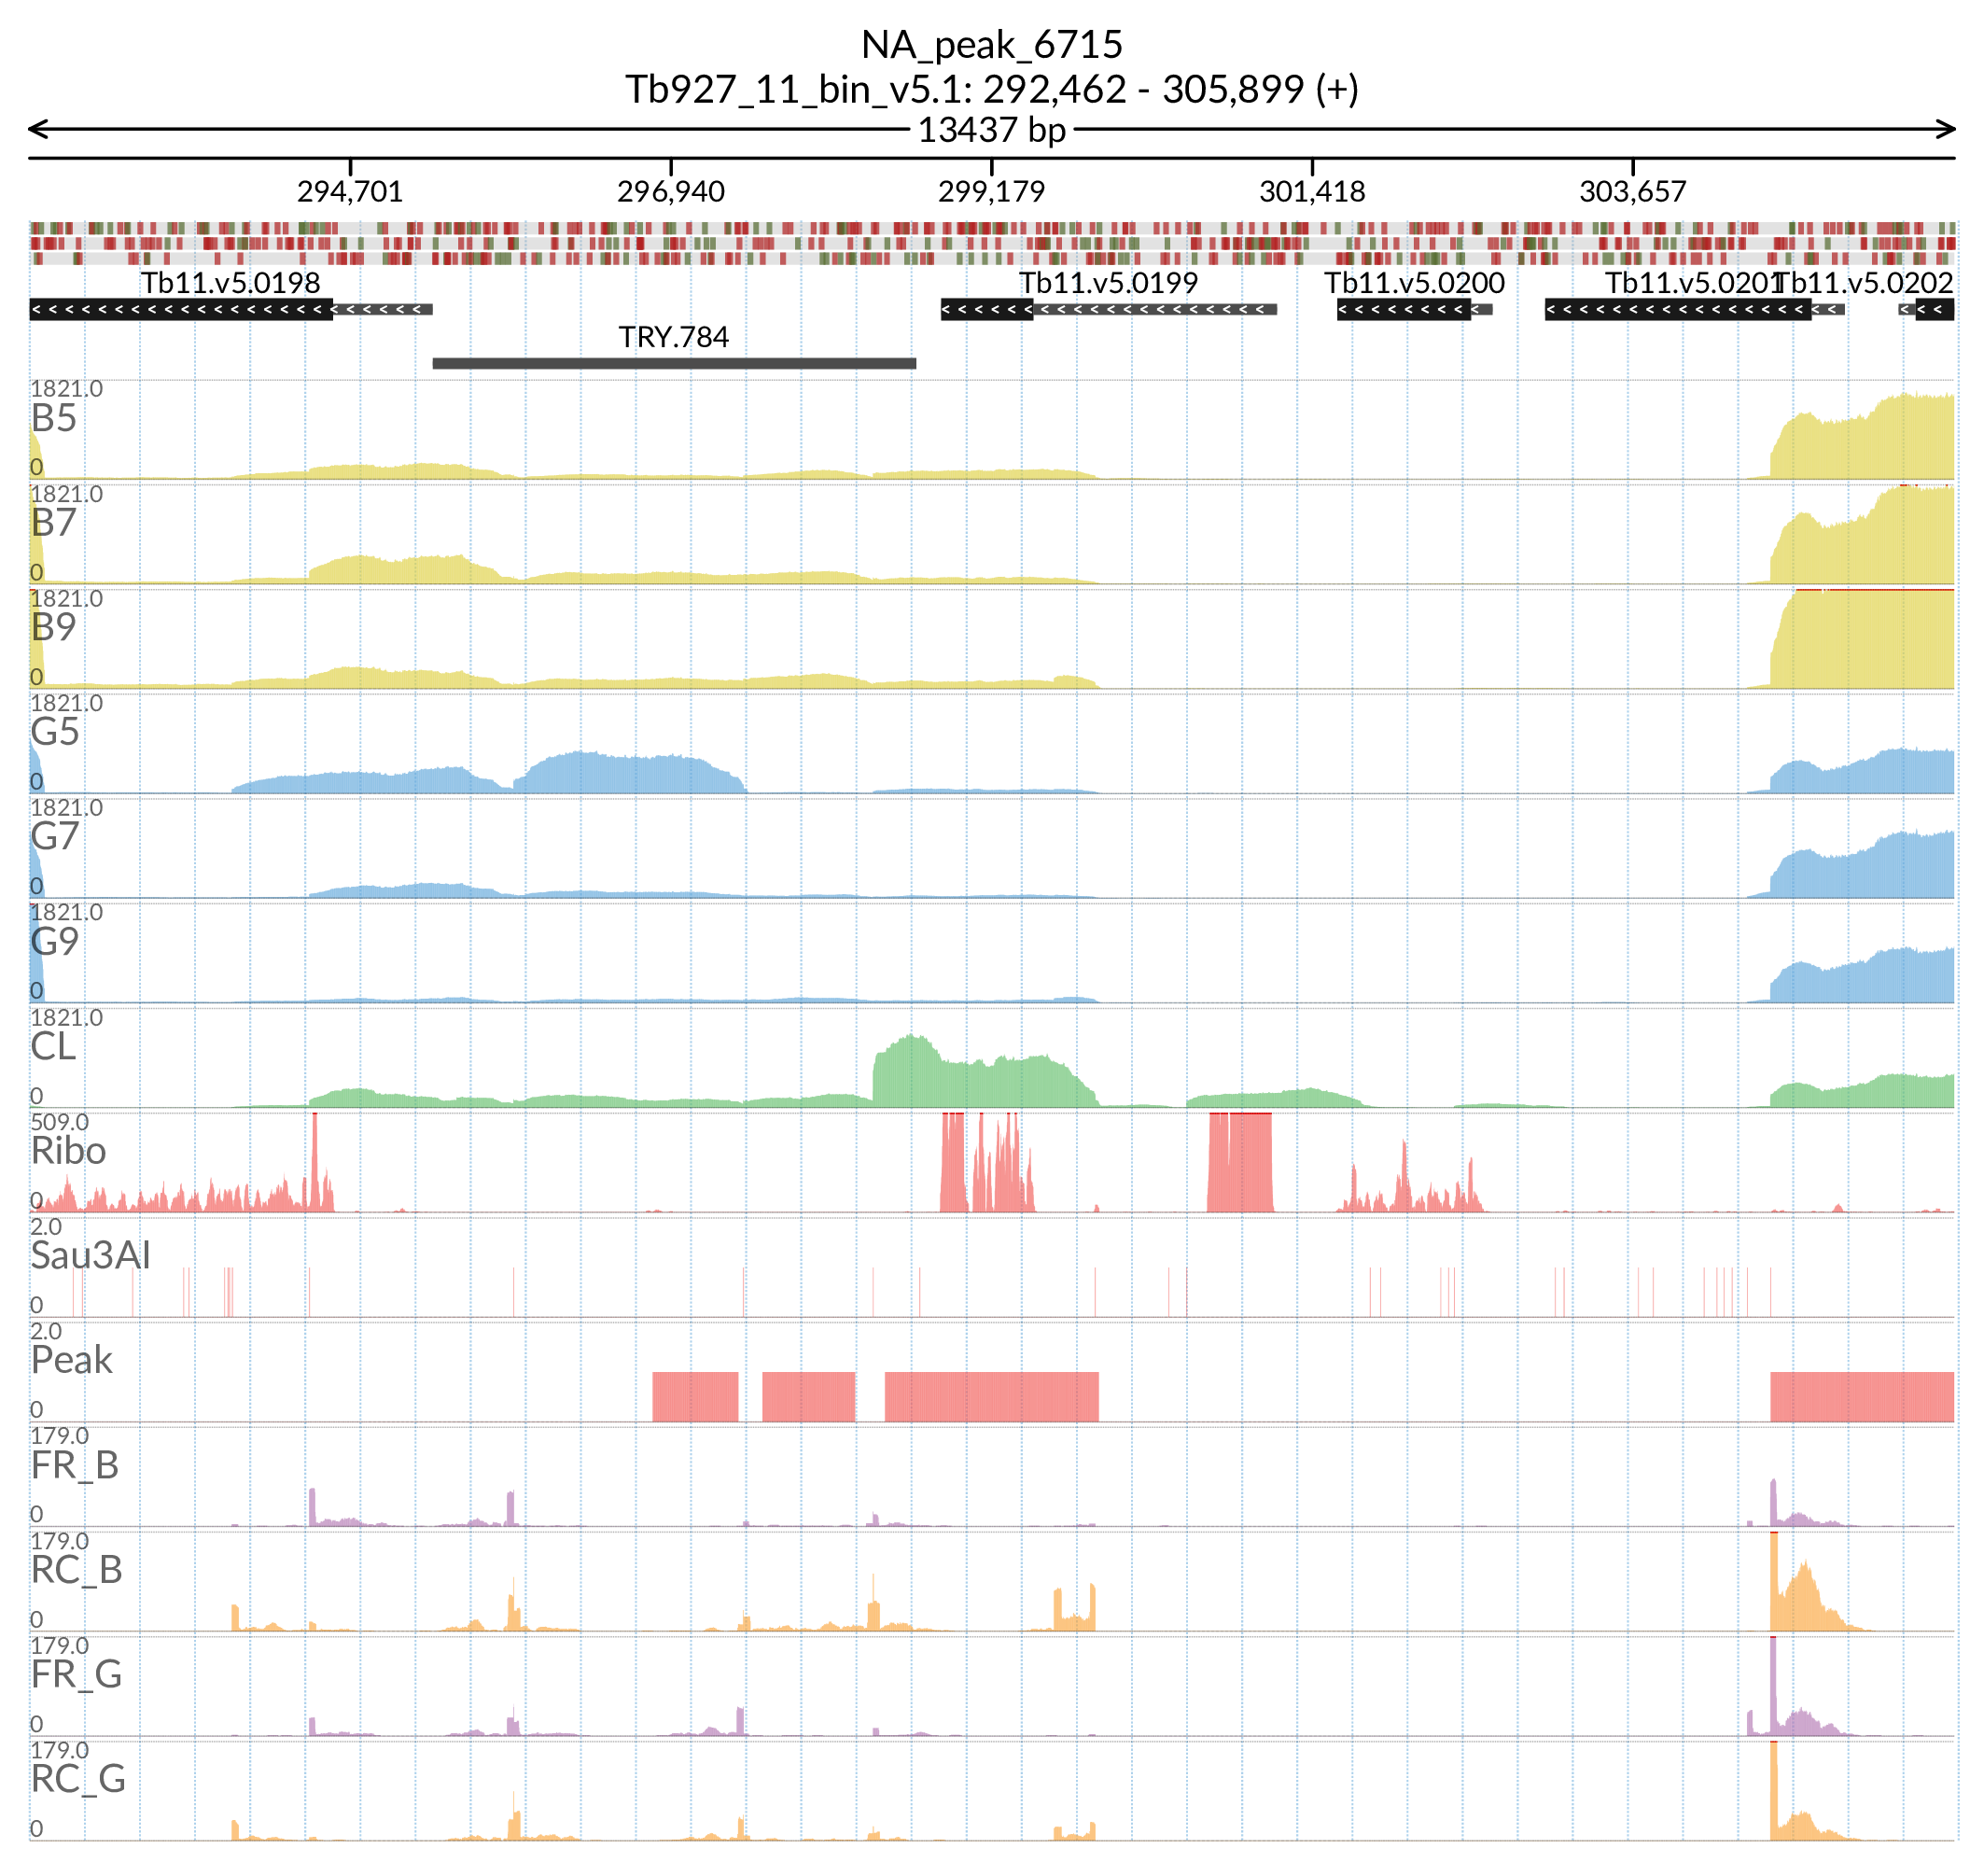 NA_peak_6715
Tb927_11_bin_v5.1: 292,462 - 305,899 (+)
13437 bp
294,701 296,940 299,179 301,418 303,657
Tb11.v5.0198 Tb11.v5.0199 Tb11.v5.0200 Tb11.v5.0201 Tb11.v5.0202
TRY.784
1821.0
B5
0
1821.0
B7
0
1821.0
B9
0
1821.0
G5
0
1821.0
G7
0
1821.0
G9
0
1821.0
CL
0
509.0
Ribo
0
2.0
Sau3AI
0
2.0
Peak
0
179.0
FR_B
0
179.0
RC_B
0
179.0
FR_G
0
179.0
RC_G
0